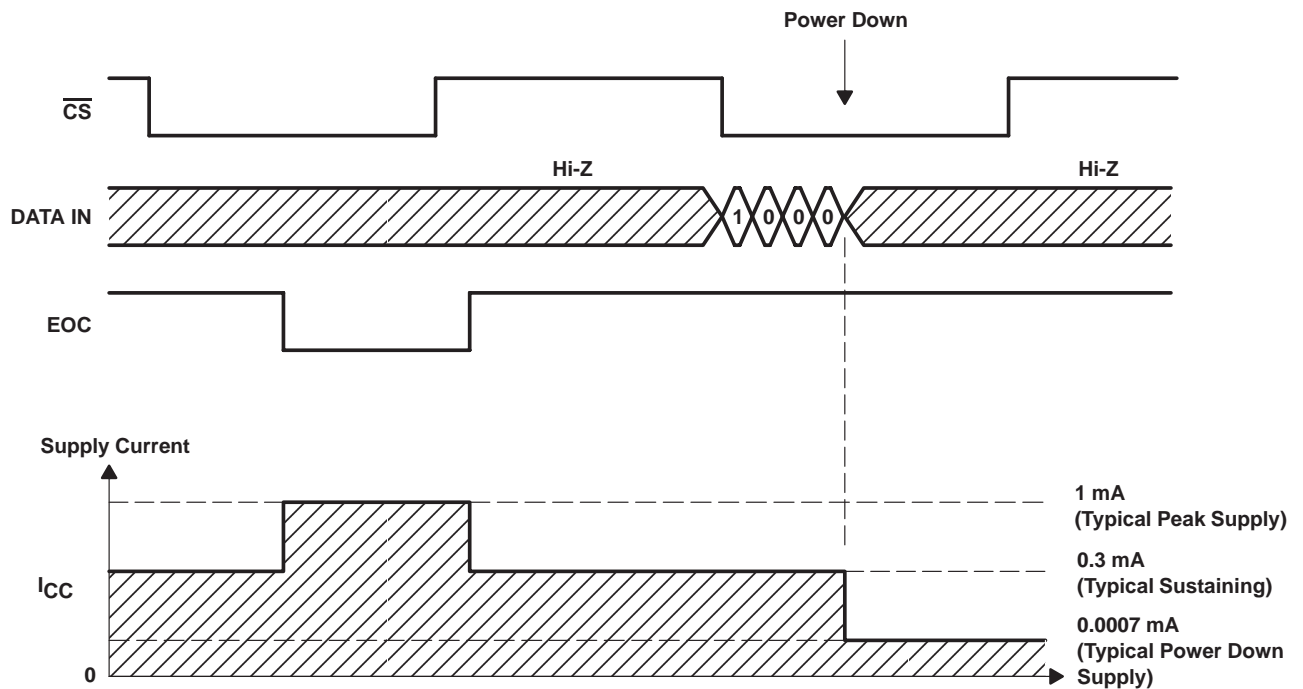 Power Down
CS
Hi-Z
Hi-Z
DATA IN
1 0 0 0
EOC
Supply Current
1 mA
(Typical Peak Supply)
0.3 mA
(Typical Sustaining)
ICC
0.0007 mA
(Typical Power Down
Supply)
0